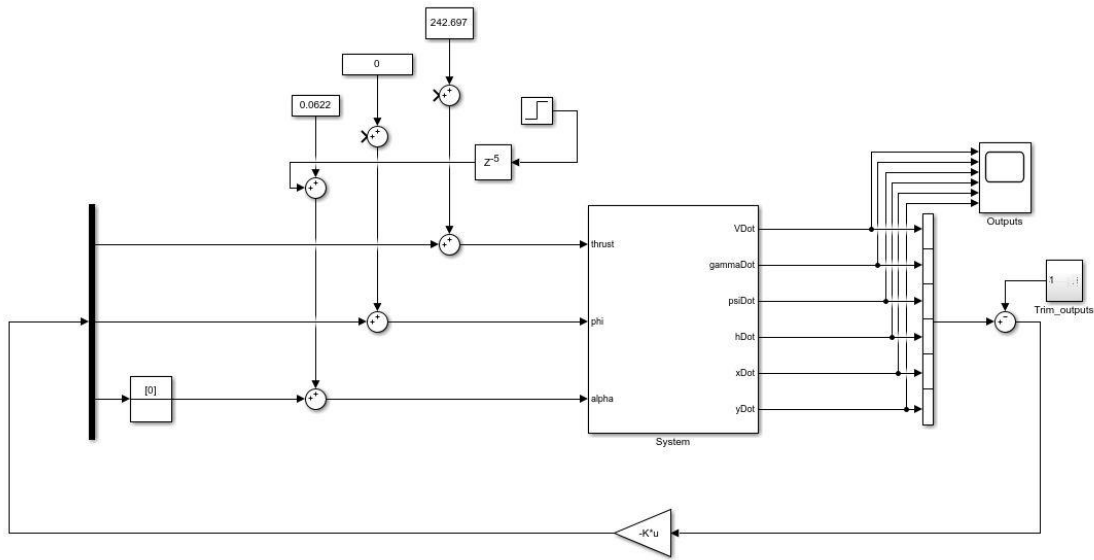 242.697
0
0.0622
Z-5
VDot
gammaDot
psiDot
hDot
xDot
yDot
thrust
phi
alpha
System
Outputs
1
Trim_outputs
[0]
-K*u